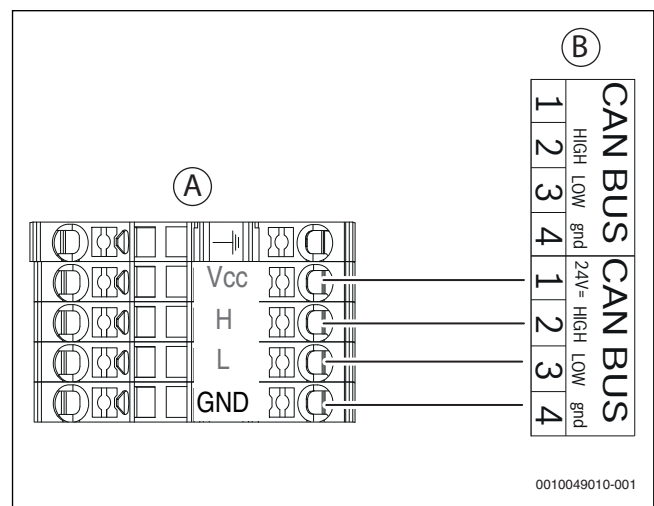 A
B
Vcc
H
L
GND
CAN BUS
1
2 HIGH
3 LOW
4 gnd
CAN BUS
1 24V=
2 HIGH
3 LOW
4 gnd
0010049010-001